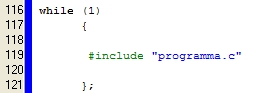 116 while (1)
117 {
118
119 #include "programma.c"
120
121 };